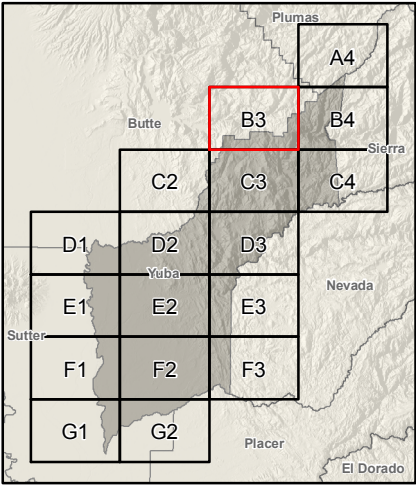 Plumas
A4
Butte
B3
B4
Sierra
C2
C3
C4
D1
D2
D3
Yuba
Nevada
E1
E2
E3
Sutter
F1
F2
F3
G1
G2
Placer
El Dorado